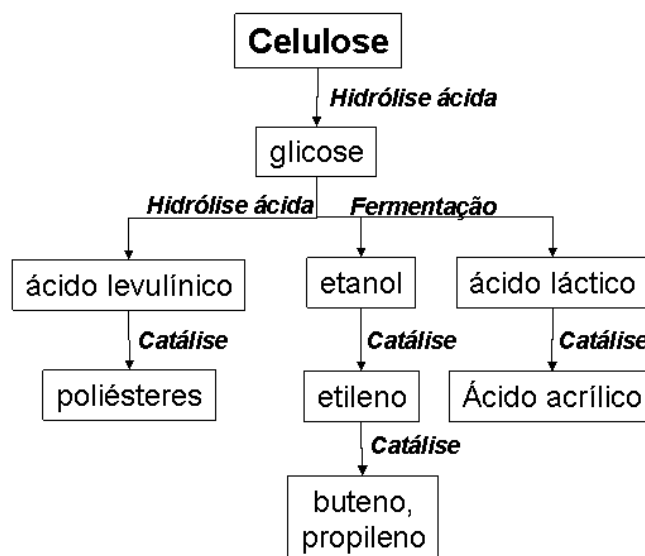 Celulose
Hidrólise ácida
glicose
Hidrólise ácida
Fermentação
ácido levulínico
etanol
ácido láctico
Catálise
Catálise
Catálise
poliésteres
etileno
Ácido acrílico
Catálise
buteno,
propileno